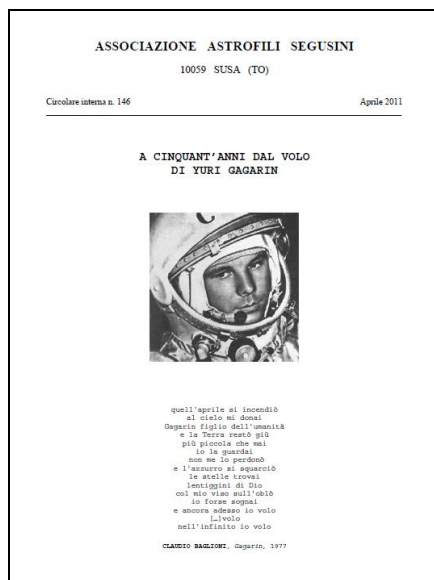 ASSOCIAZIONE ASTROFILI SEGUSINI
10059 SUSA (TO)
Circolare interna n. 146 Aprile 2011
A CINQUANT'ANNI DAL VOLO
DI YURI GAGARIN
C
quell'aprile si incendiò
al cielo mi donai
Gagarin figlio dell'umanità
e la Terra restò giù
più piccola che mai
io la guardai
non me lo perdonò
e l'azzurro si squarciò
le stelle trovai
lentiggini di Dio
col mio viso sull'oblò
io forse sognai
e ancora adesso io volo
[…]volo
nell'infinito io volo
CLAUDIO BAGLIONI, Gagarin, 1977